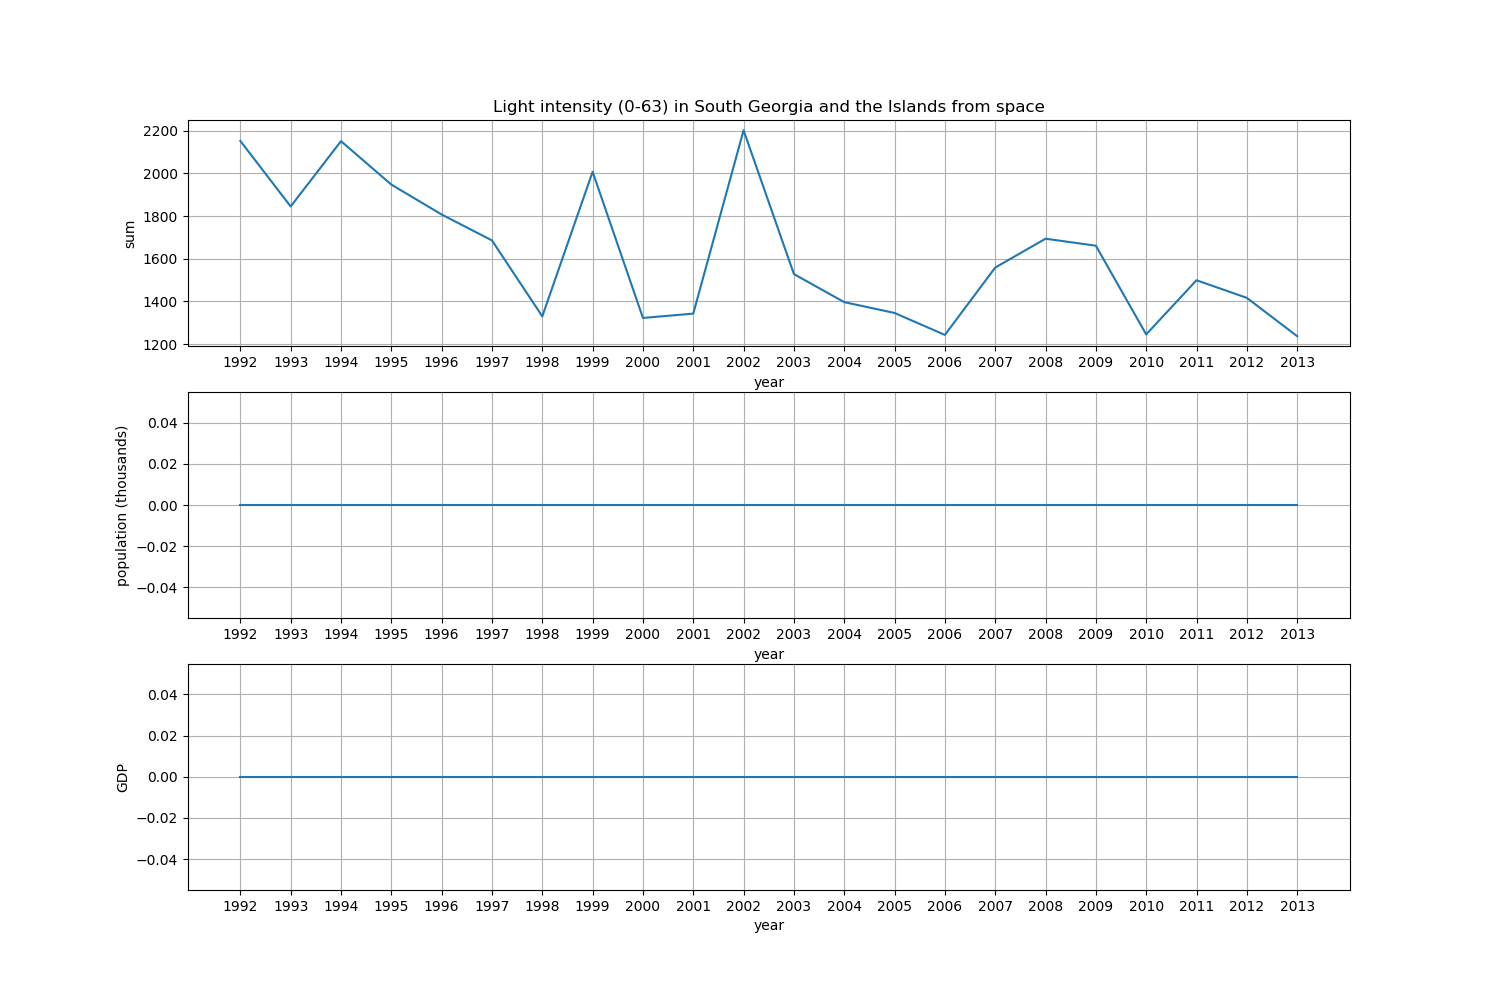 Light intensity (0-63) in South Georgia and the Islands from space
2200
2000
1800
1600
1400
1200
sum
1992 1993 1994 1995 1996 1997 1998 1999 2000 2001 2002 2003 2004 2005 2006 2007 2008 2009 2010 2011 2012 2013
year
0.04
0.02
0.00
−0.02
−0.04
population (thousands)
1992 1993 1994 1995 1996 1997 1998 1999 2000 2001 2002 2003 2004 2005 2006 2007 2008 2009 2010 2011 2012 2013
year
0.04
0.02
0.00
−0.02
−0.04
GDP
1992 1993 1994 1995 1996 1997 1998 1999 2000 2001 2002 2003 2004 2005 2006 2007 2008 2009 2010 2011 2012 2013
year